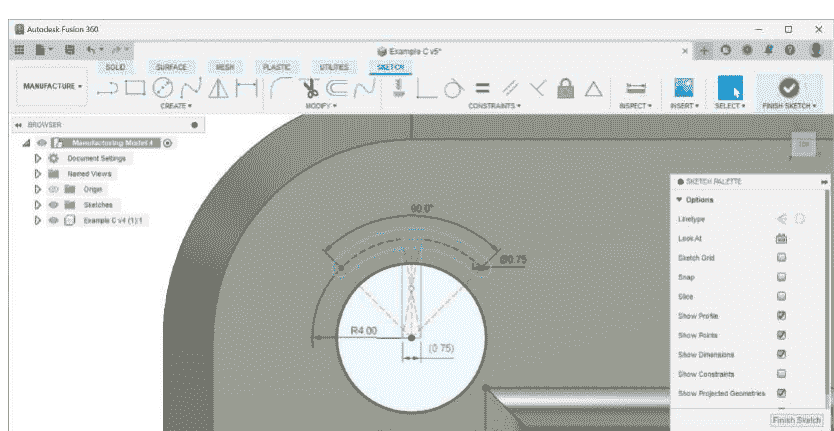 Autodesk Fusion 360
Example C v5*
SOLID SURFACE MESH PLASTIC UTILITIES SKETCH
MANUFACTURE
CREATE MODIFY CONSTRAINTS INSPECT INSERT SELECT FINISH SKETCH
BROWSER
Manufacturing Model 4
Document Settings
Named Views
Origin
Sketches
Example C v4 (1):1
90.0°
Ø0.75
R4.00
(0.75)
TOP
SKETCH PALETTE
Options
Linetype
Look At
Sketch Grid
Snap
Slice
Show Profile
Show Points
Show Dimensions
Show Constraints
Show Projected Geometries
Finish Sketch